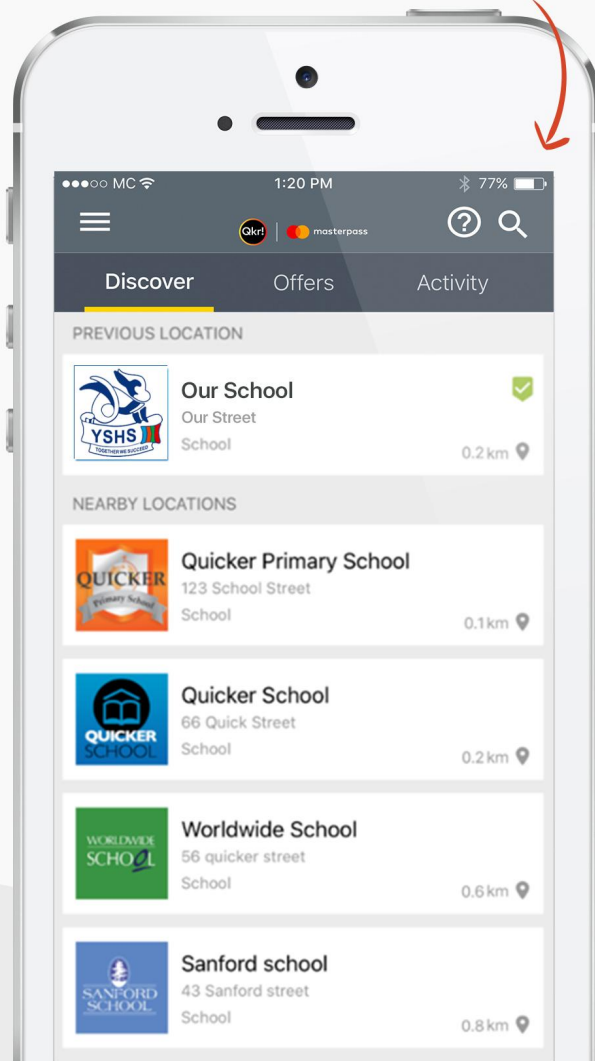 MC 1:20 PM 77%
Qkr! masterpass
Discover Offers Activity
PREVIOUS LOCATION
YSHS
TOGETHER WE SUCCEED
Our School
Our Street
School
0.2 km
NEARBY LOCATIONS
QUICKER
Primary School
Quicker Primary School
123 School Street
School
0.1 km
QUICKER
SCHOOL
Quicker School
66 Quick Street
School
0.2 km
WORLDWIDE
SCHOOL
Worldwide School
56 quicker street
School
0.6 km
SANFORD
SCHOOL
Sanford school
43 Sanford street
School
0.8 km